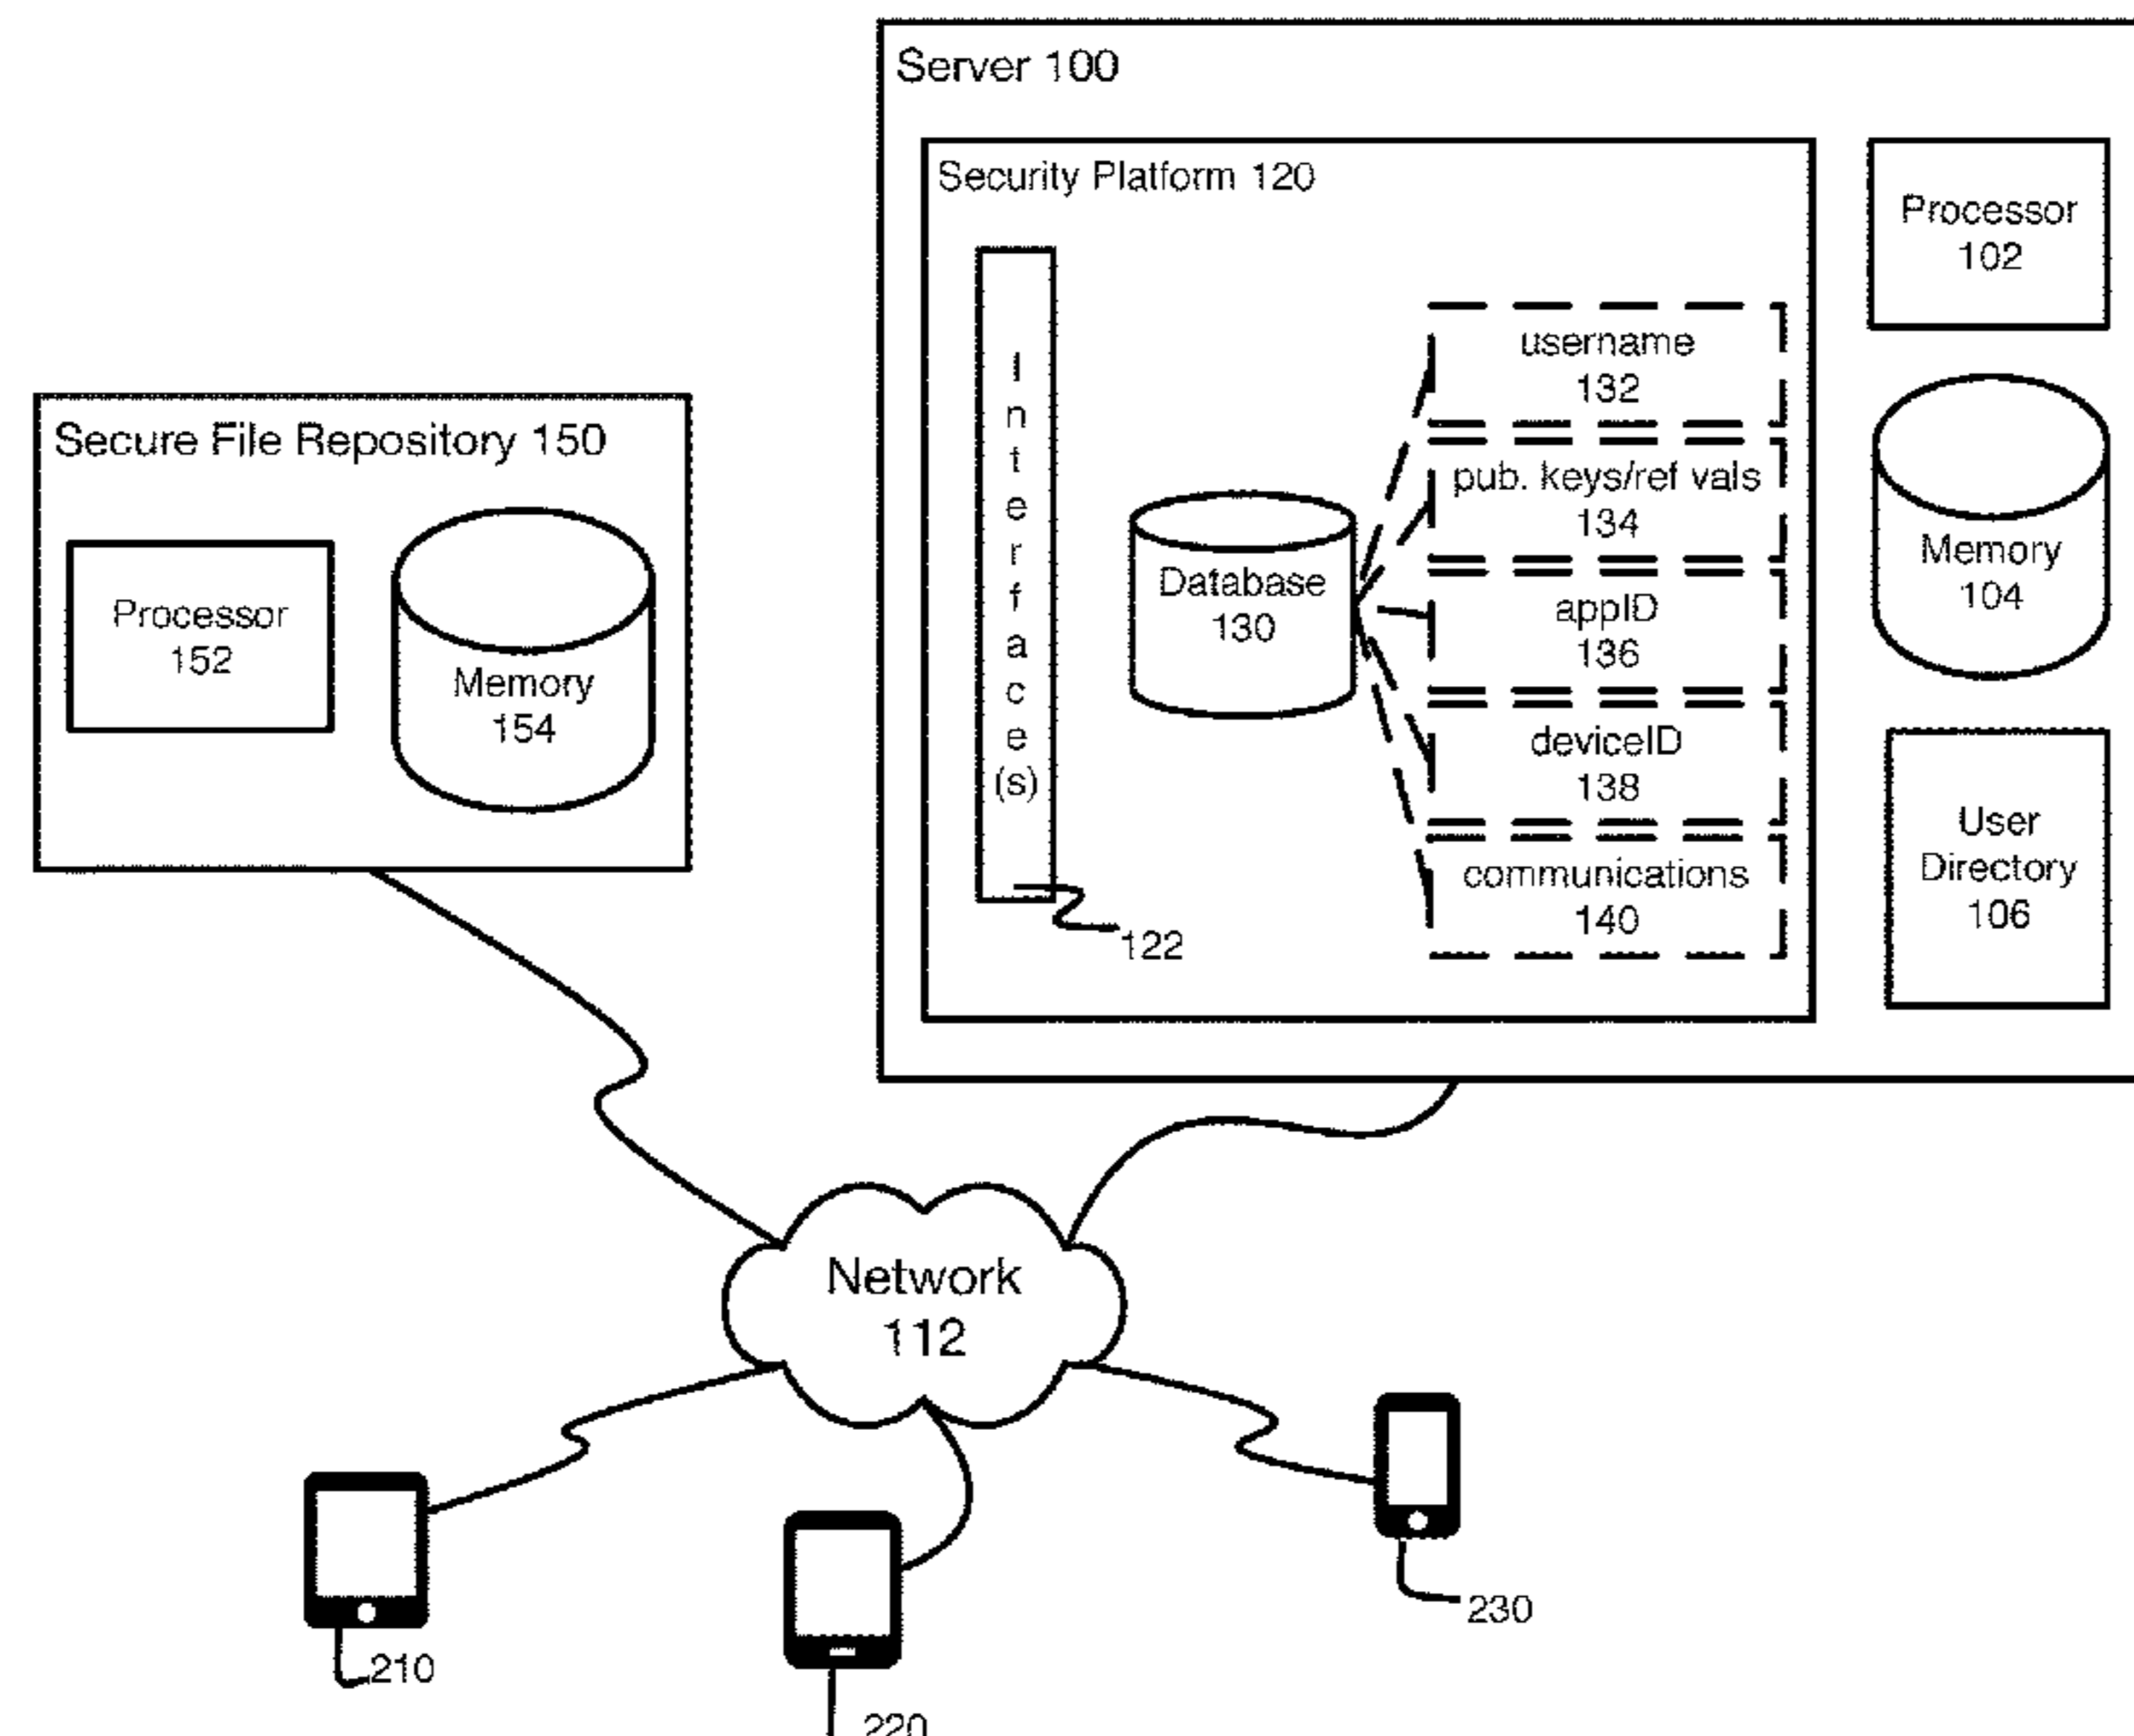 Server 100
Security Platform 120
Processor
102
Interface(s)
username
132
pub. keys/ref vals
134
Database
130
appID
136
deviceID
138
communications
140
122
Memory
104
User
Directory
106
Secure File Repository 150
Processor
152
Memory
154
Network
112
210
220
230